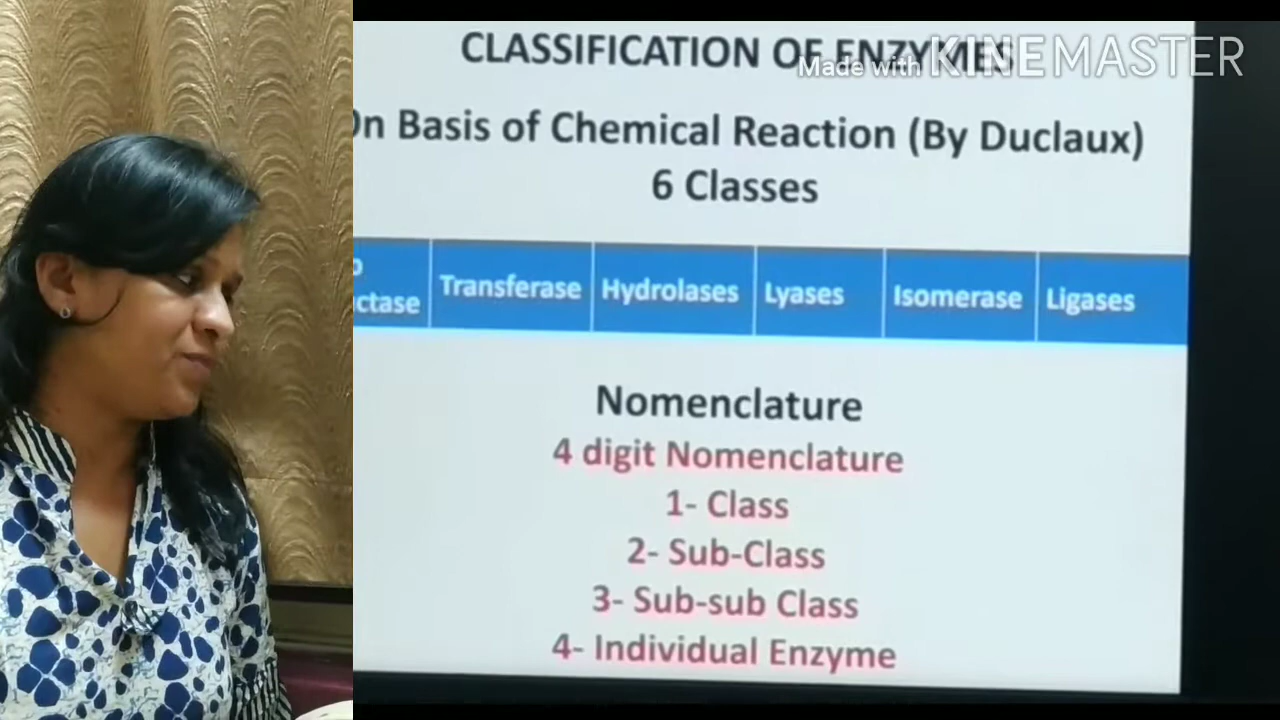 CLASSIFICATION OF ENZYMES
Made with KINEMASTER
On Basis of Chemical Reaction (By Duclaux)
6 Classes
o
ctase Transferase Hydrolases Lyases Isomerase Ligases
Nomenclature
4 digit Nomenclature
1- Class
2- Sub-Class
3- Sub-sub Class
4- Individual Enzyme